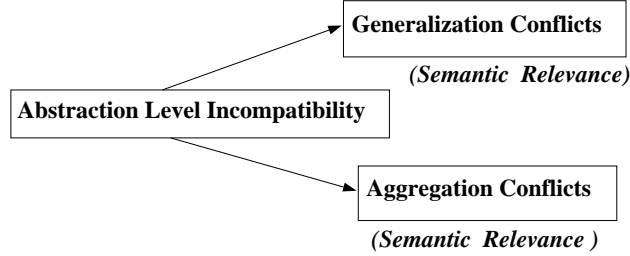 Generalization Conflicts
(Semantic Relevance)
Abstraction Level Incompatibility
Aggregation Conflicts
(Semantic Relevance )